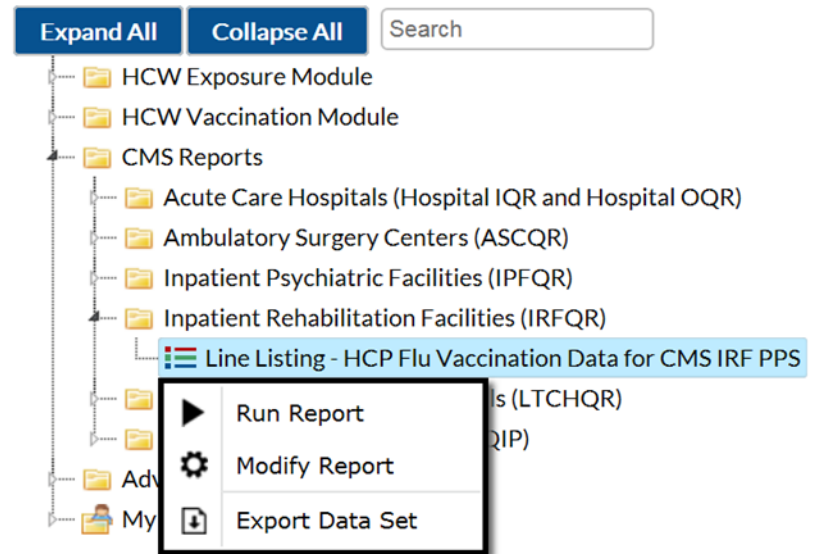 Expand All Collapse All Search
HCW Exposure Module
HCW Vaccination Module
CMS Reports
Acute Care Hospitals (Hospital IQR and Hospital OQR)
Ambulatory Surgery Centers (ASCQR)
Inpatient Psychiatric Facilities (IPFQR)
Inpatient Rehabilitation Facilities (IRFQR)
Line Listing - HCP Flu Vaccination Data for CMS IRF PPS
ls (LTCHQR)
Run Report
QIP)
Modify Report
Adv
My
Export Data Set